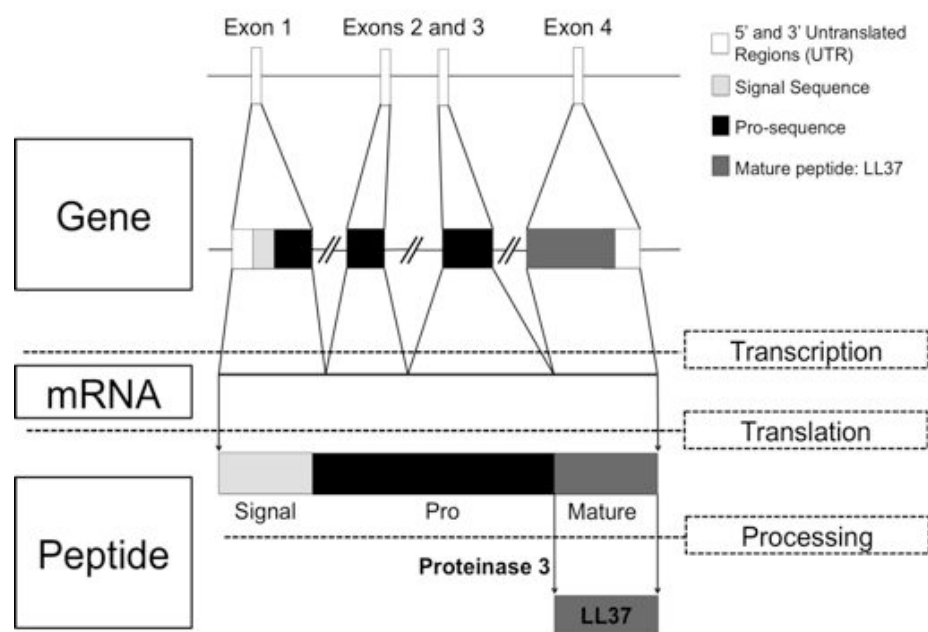 Exon 1
Exons 2 and 3
Exon 4
5' and 3' Untranslated
Regions (UTR)
Signal Sequence
Pro-sequence
Mature peptide: LL37
Gene
Transcription
mRNA
Translation
Signal
Pro
Mature
Processing
Peptide
Proteinase 3
LL37